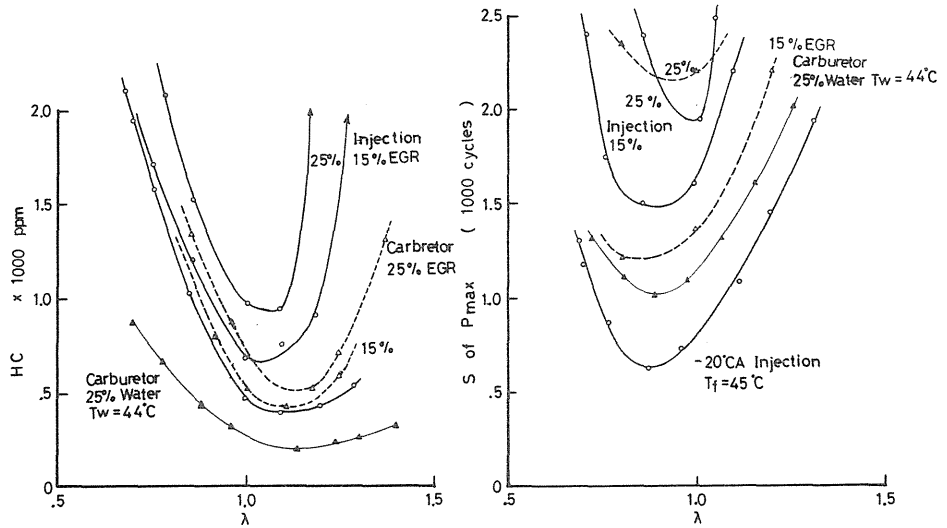 HC x 1000 ppm
2.0
1.5
1.0
.5
0
.5
1.0
1.5
λ
25%
Injection
15% EGR
Carbretor
25% EGR
15%
Carburetor
25% Water
Tw = 44°C
S of Pmax ( 1000 cycles )
2.5
2.0
1.5
1.0
.5
0
.5
1.0
1.5
λ
25%
25%
Injection
15%
15% EGR
Carburetor
25% Water Tw = 44°C
-20°CA Injection
Tf = 45°C